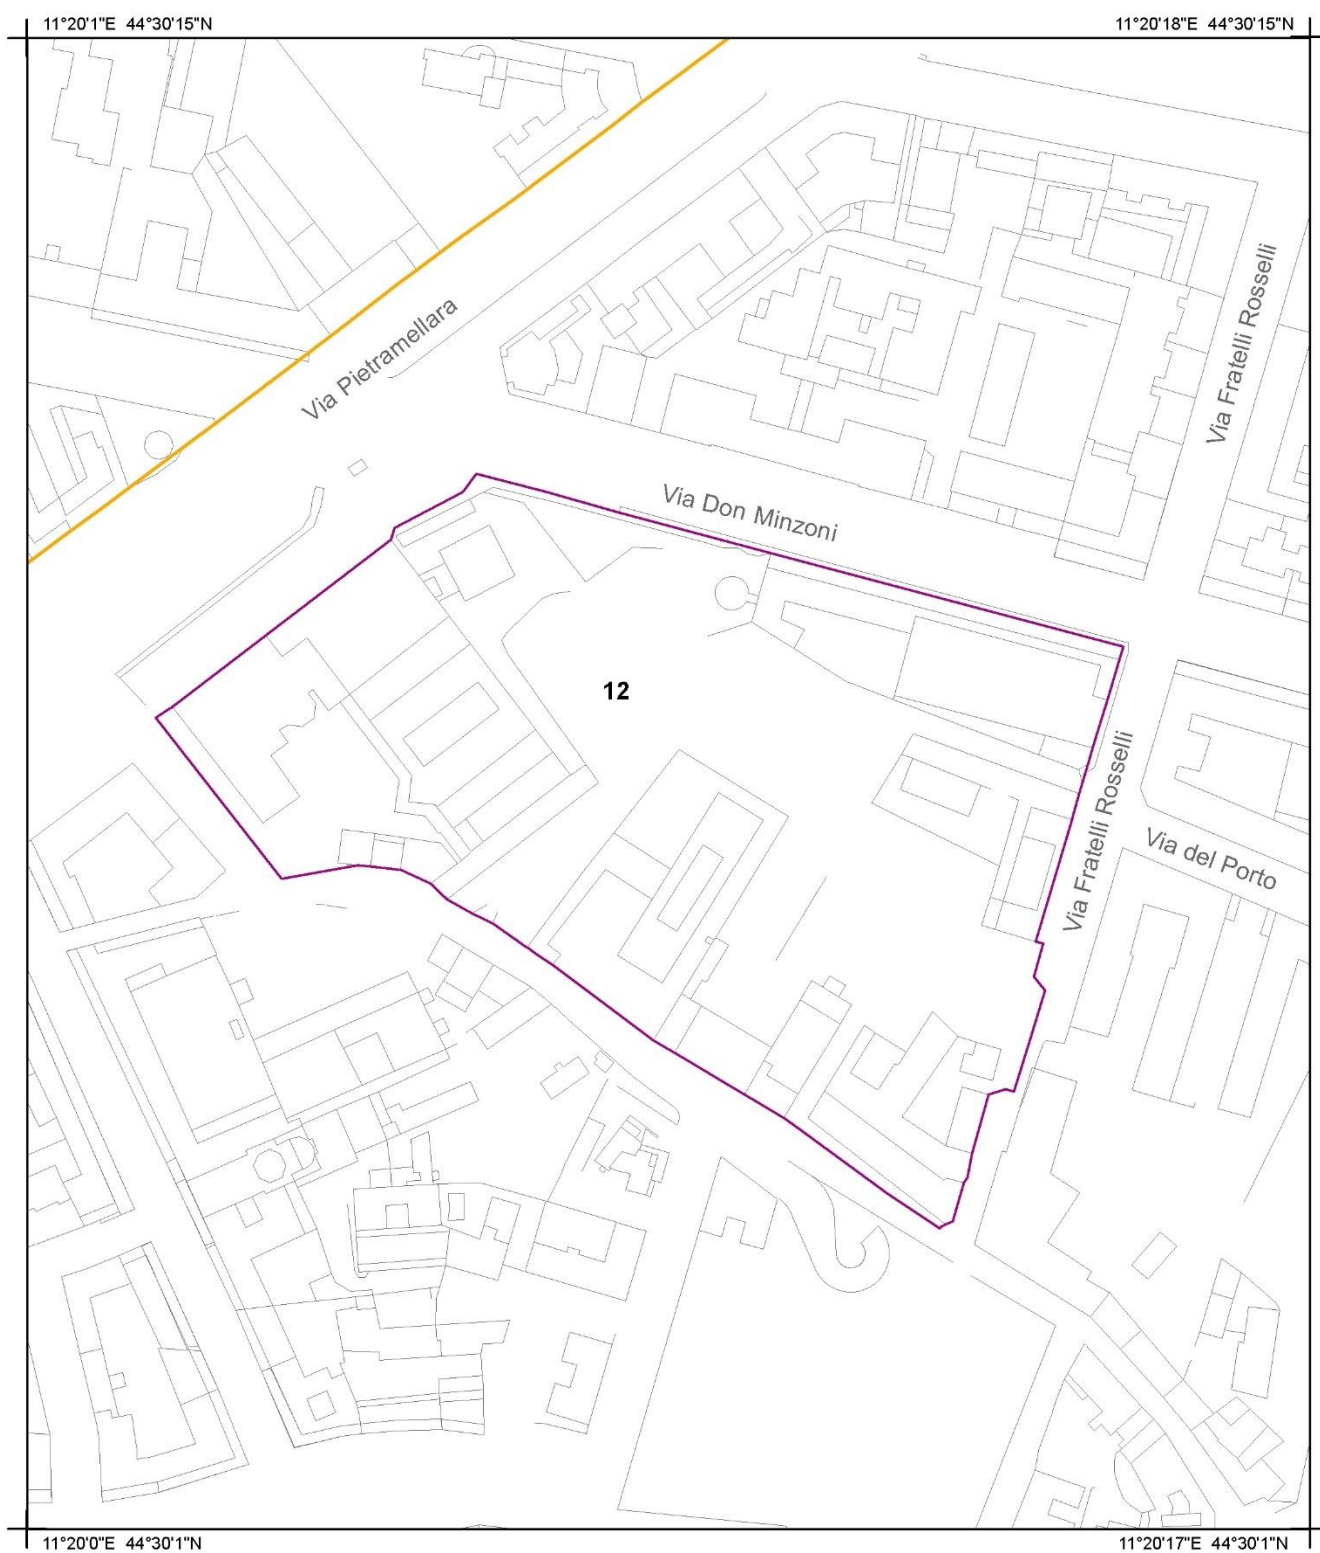 11°20'1"E 44°30'15"N
11°20'18"E 44°30'15"N
Via Fratelli Rosselli
Via Pietramellara
Via Don Minzoni
12
Via Fratelli Rosselli
Via del Porto
11°20'0"E 44°30'1"N
11°20'17"E 44°30'1"N